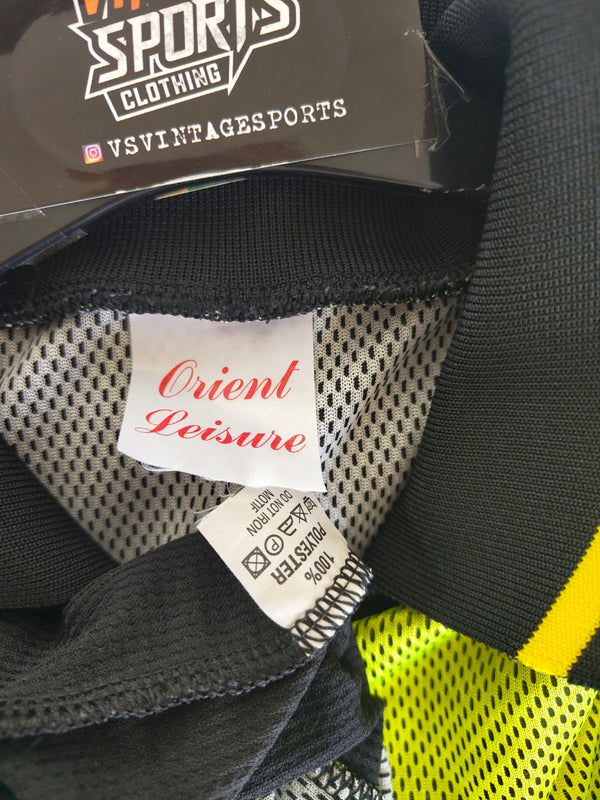 SPORTS
CLOTHING
VSVINTAGESPORTS
Orient
Leisure
100%
POLYESTER
DO NOT IRON
MOTIF